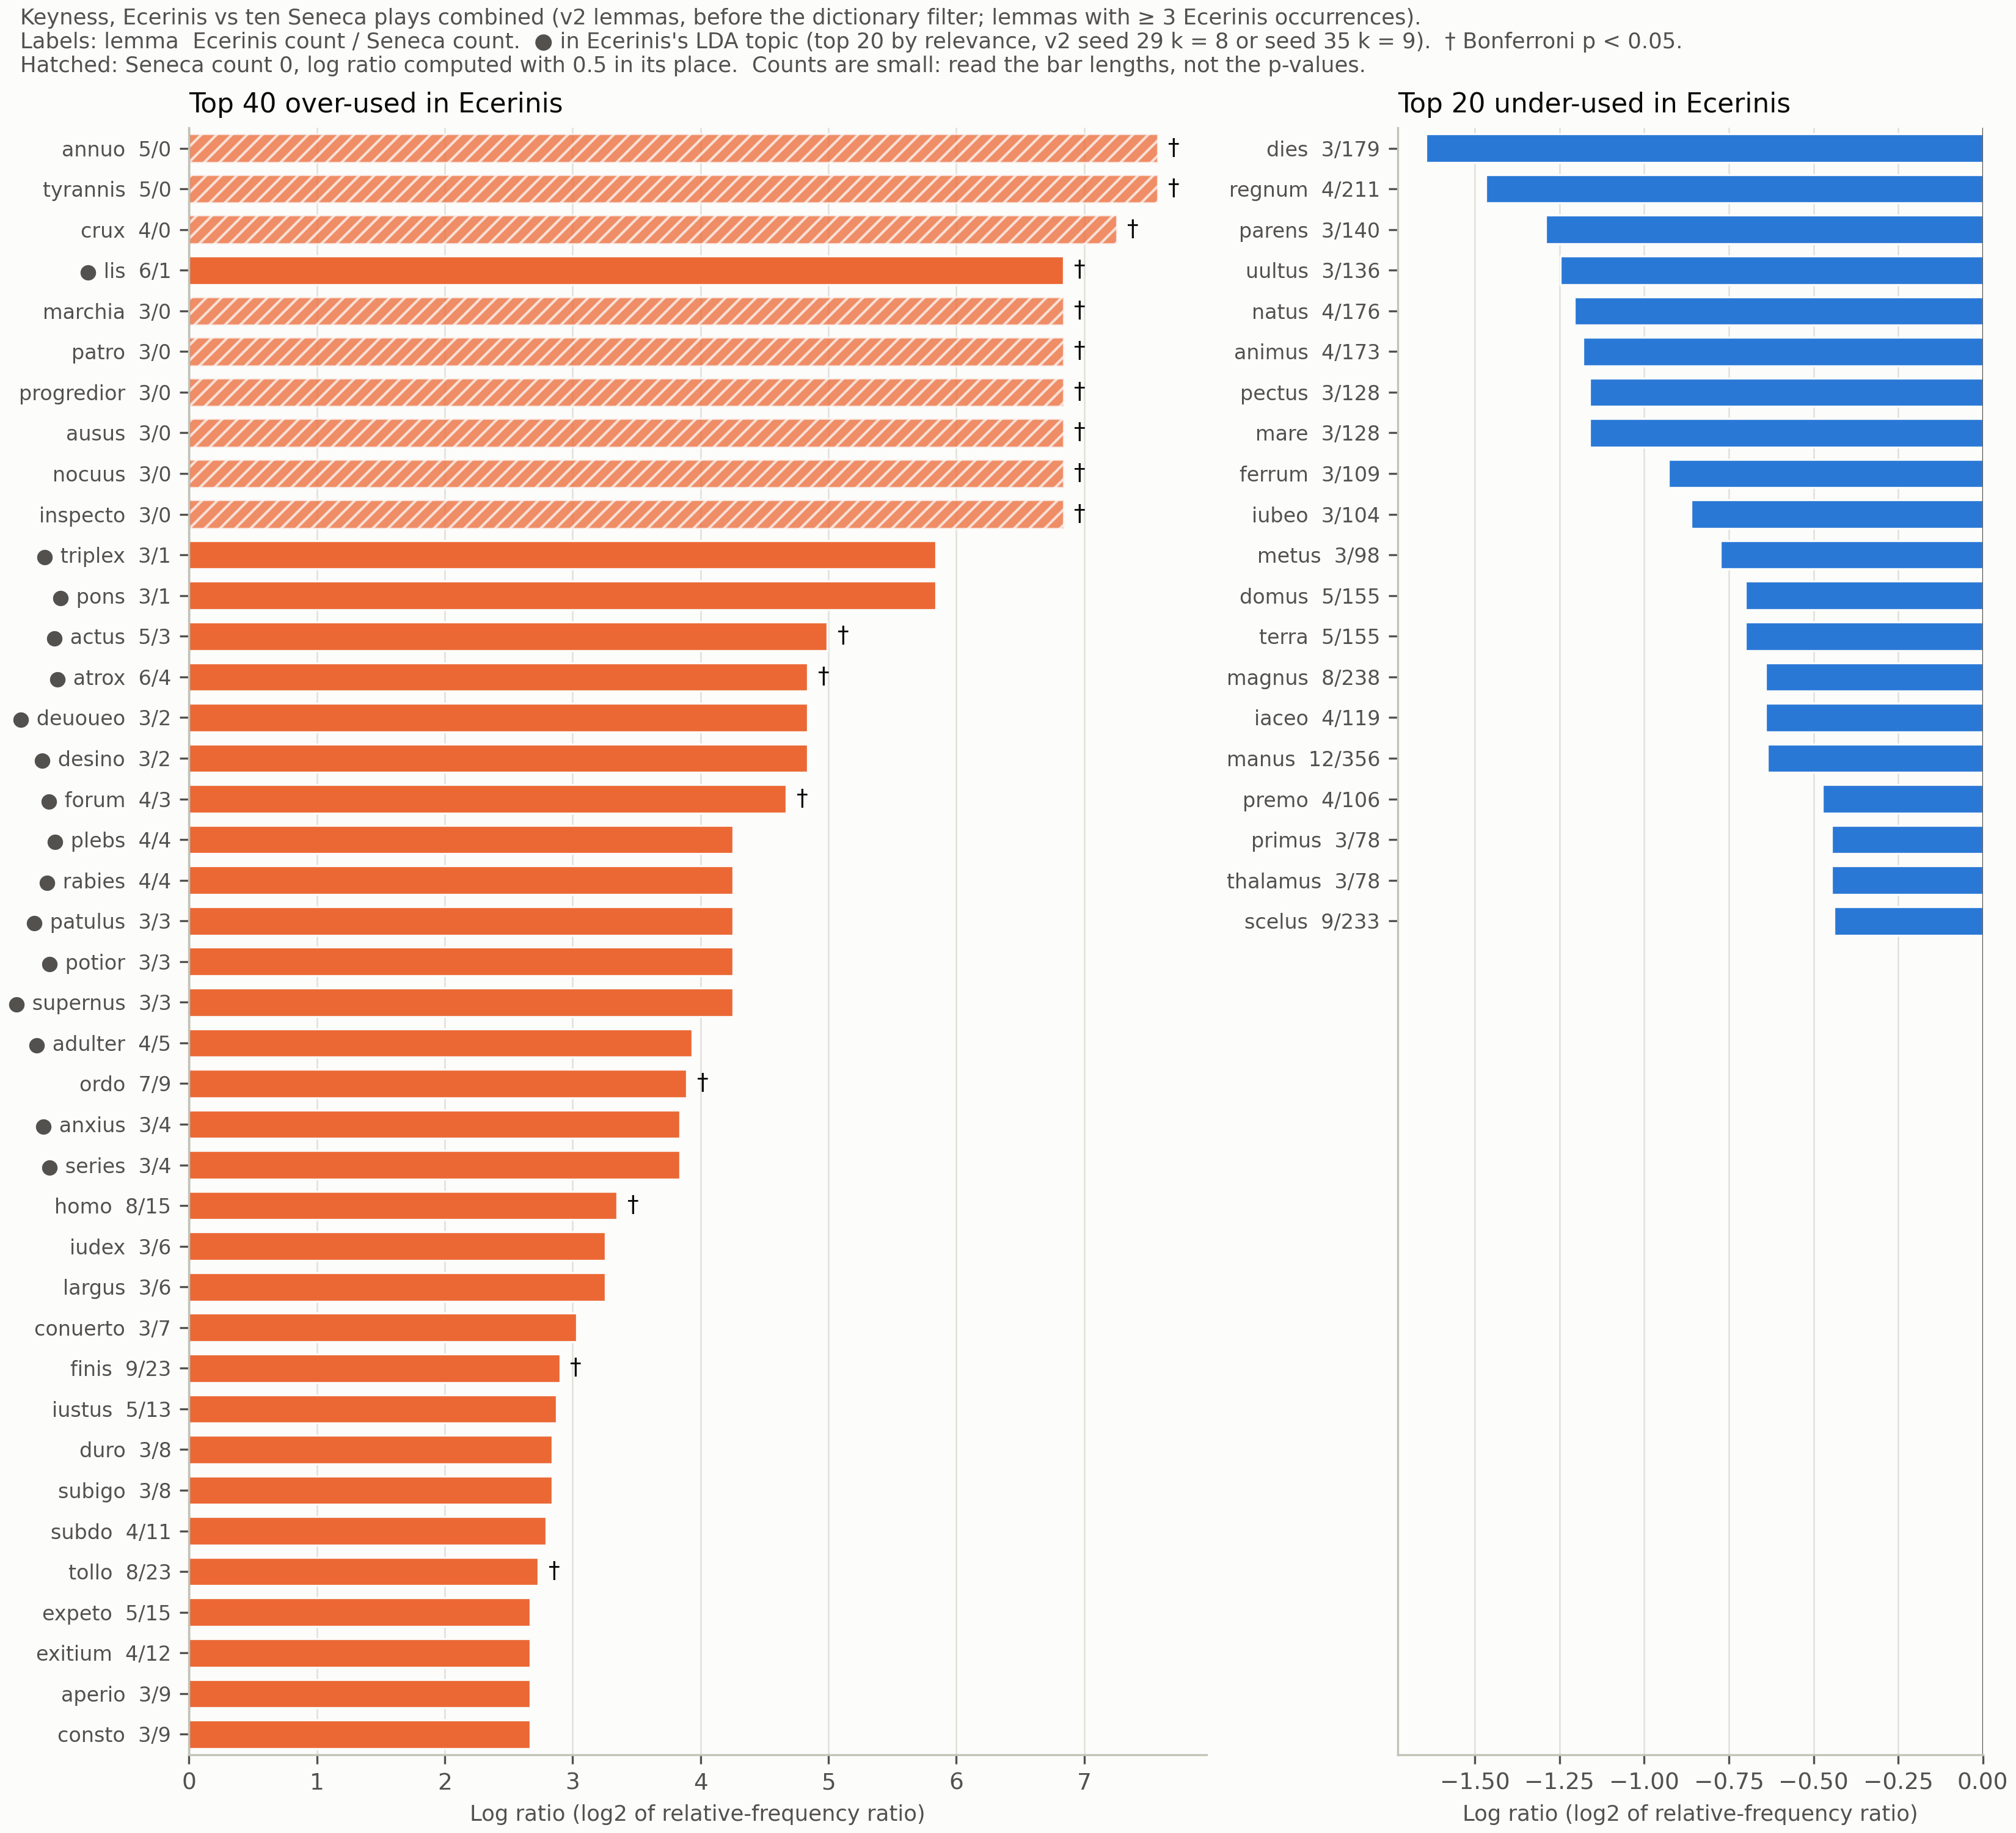 Keyness, Ecerinis vs ten Seneca plays combined (v2 lemmas, before the dictionary filter; lemmas with ≥ 3 Ecerinis occurrences).
Labels: lemma  Ecerinis count / Seneca count.  ● in Ecerinis's LDA topic (top 20 by relevance, v2 seed 29 k = 8 or seed 35 k = 9).  † Bonferroni p < 0.05.
Hatched: Seneca count 0, log ratio computed with 0.5 in its place.  Counts are small: read the bar lengths, not the p-values.
Top 40 over-used in Ecerinis
annuo 5/0 †
tyrannis 5/0 †
crux 4/0 †
● lis 6/1 †
marchia 3/0 †
patro 3/0 †
progredior 3/0 †
ausus 3/0 †
nocuus 3/0 †
inspecto 3/0 †
● triplex 3/1
● pons 3/1
● actus 5/3 †
● atrox 6/4 †
● deuoueo 3/2
● desino 3/2
● forum 4/3 †
● plebs 4/4
● rabies 4/4
● patulus 3/3
● potior 3/3
● supernus 3/3
● adulter 4/5
ordo 7/9 †
● anxius 3/4
● series 3/4
homo 8/15 †
iudex 3/6
largus 3/6
conuerto 3/7
finis 9/23 †
iustus 5/13
duro 3/8
subigo 3/8
subdo 4/11
tollo 8/23 †
expeto 5/15
exitium 4/12
aperio 3/9
consto 3/9
0 1 2 3 4 5 6 7
Log ratio (log2 of relative-frequency ratio)
Top 20 under-used in Ecerinis
dies 3/179
regnum 4/211
parens 3/140
uultus 3/136
natus 4/176
animus 4/173
pectus 3/128
mare 3/128
ferrum 3/109
iubeo 3/104
metus 3/98
domus 5/155
terra 5/155
magnus 8/238
iaceo 4/119
manus 12/356
premo 4/106
primus 3/78
thalamus 3/78
scelus 9/233
−1.50 −1.25 −1.00 −0.75 −0.50 −0.25 0.00
Log ratio (log2 of relative-frequency ratio)